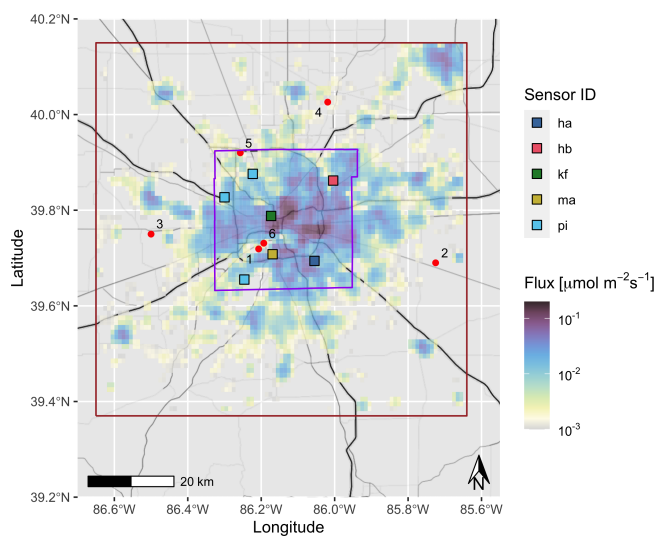 40.2°N
40.0°N
39.8°N
39.6°N
39.4°N
39.2°N
Latitude
4
5
3
6
1
2
20 km
N
86.6°W 86.4°W 86.2°W 86.0°W 85.8°W 85.6°W
Longitude
Sensor ID
ha
hb
kf
ma
pi
Flux [μmol m⁻²s⁻¹]
10⁻¹
10⁻²
10⁻³